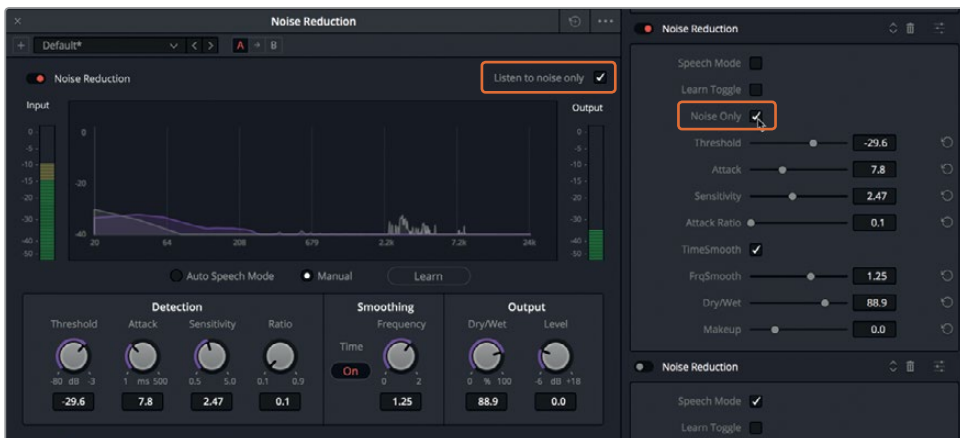 Noise Reduction
Default*
A
B
Noise Reduction
Listen to noise only
Input
Output
0
-5
-10
-15
-20
-30
-40
-50
0
-20
-40
20
64
208
679
2.2k
7.2k
24k
0
-5
-10
-15
-20
-30
-40
-50
Auto Speech Mode
Manual
Learn
Detection
Threshold
Attack
Sensitivity
Ratio
-80 dB -3
1 ms 500
0.5 5.0
0.1 0.9
-29.6
7.8
2.47
0.1
Smoothing
Frequency
Time
On
0 2
1.25
Output
Dry/Wet
Level
0 % 100
-6 dB +18
88.9
0.0
Noise Reduction
Speech Mode
Learn Toggle
Noise Only
Threshold -29.6
Attack 7.8
Sensitivity 2.47
Attack Ratio 0.1
TimeSmooth
FrqSmooth 1.25
Dry/Wet 88.9
Makeup 0.0
Noise Reduction
Speech Mode
Learn Toggle